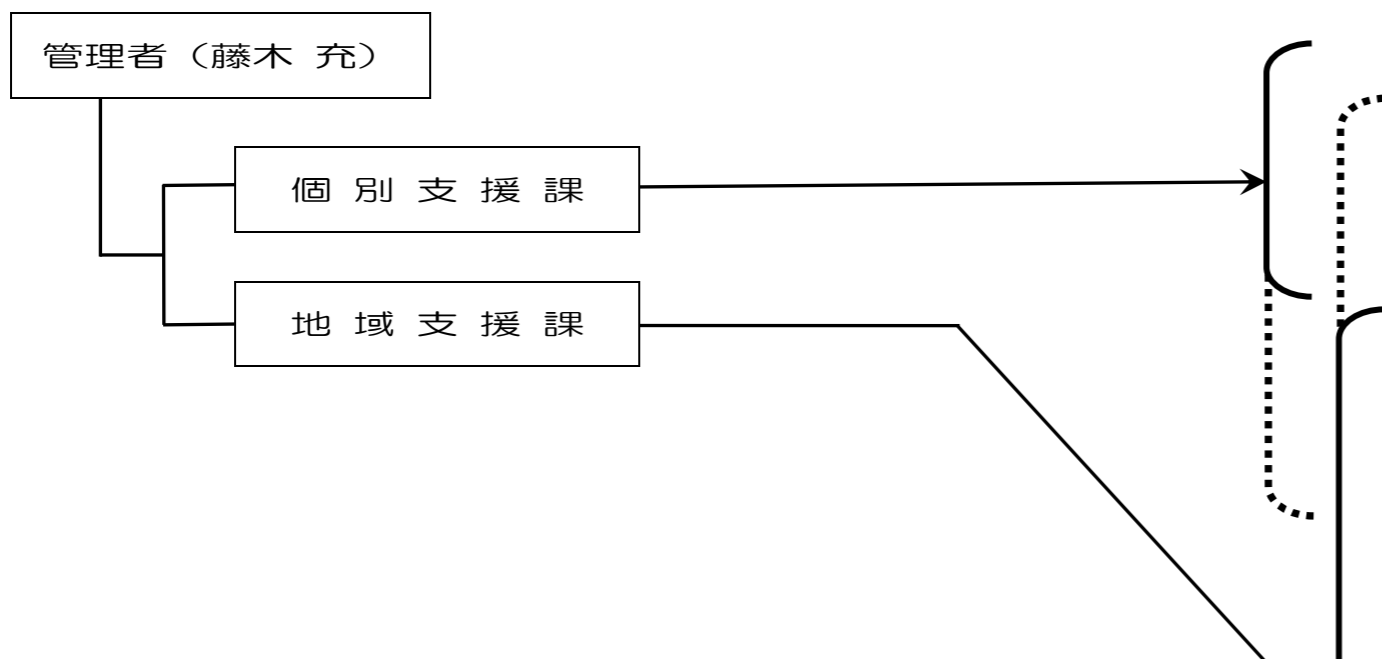 管理者（藤木 充）
個 別 支 援 課
地 域 支 援 課